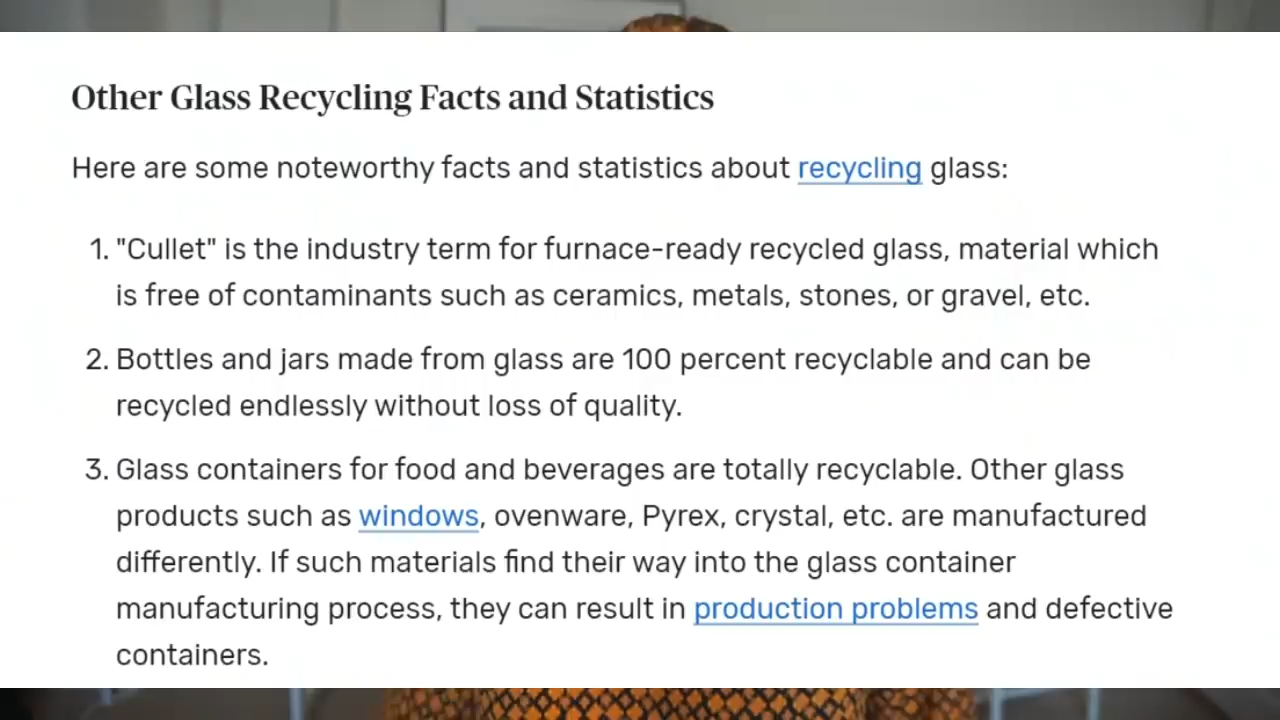 Other Glass Recycling Facts and Statistics
Here are some noteworthy facts and statistics about recycling glass:
1. "Cullet" is the industry term for furnace-ready recycled glass, material which
is free of contaminants such as ceramics, metals, stones, or gravel, etc.
2. Bottles and jars made from glass are 100 percent recyclable and can be
recycled endlessly without loss of quality.
3. Glass containers for food and beverages are totally recyclable. Other glass
products such as windows, ovenware, Pyrex, crystal, etc. are manufactured
differently. If such materials find their way into the glass container
manufacturing process, they can result in production problems and defective
containers.